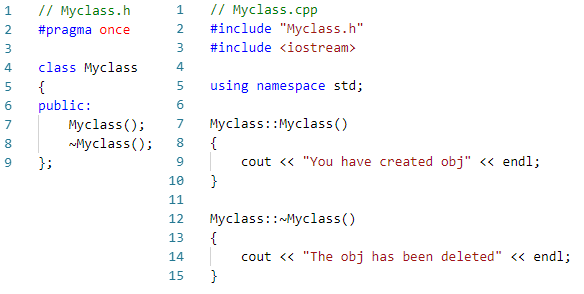 1 // Myclass.h
2 #pragma once
3
4 class Myclass
5 {
6 public:
7     Myclass();
8     ~Myclass();
9 };
1 // Myclass.cpp
2 #include "Myclass.h"
3 #include <iostream>
4
5 using namespace std;
6
7 Myclass::Myclass()
8 {
9     cout << "You have created obj" << endl;
10 }
11
12 Myclass::~Myclass()
13 {
14     cout << "The obj has been deleted" << endl;
15 }